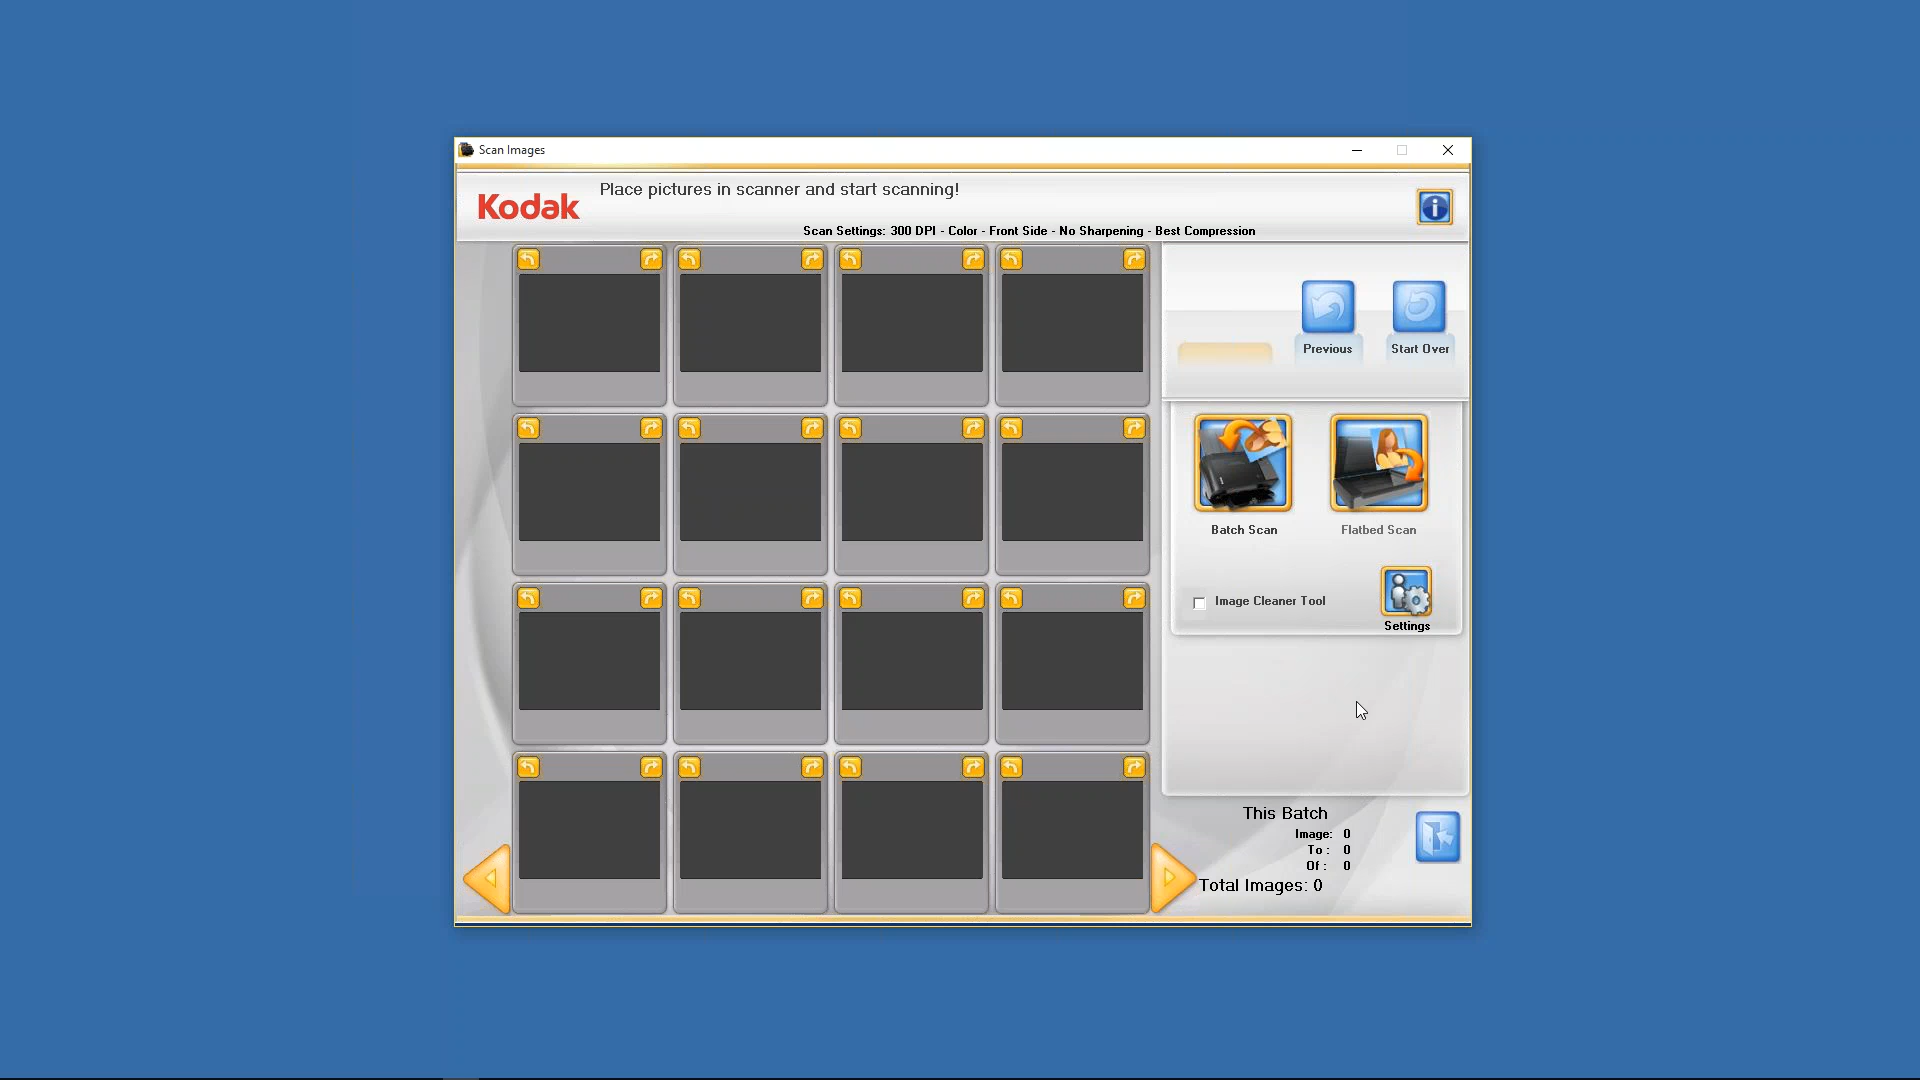 Scan Images
Kodak
Place pictures in scanner and start scanning!
Scan Settings: 300 DPI - Color - Front Side - No Sharpening - Best Compression
Previous
Start Over
Batch Scan
Flatbed Scan
Image Cleaner Tool
Settings
This Batch
Image: 0
To : 0
Of : 0
Total Images: 0